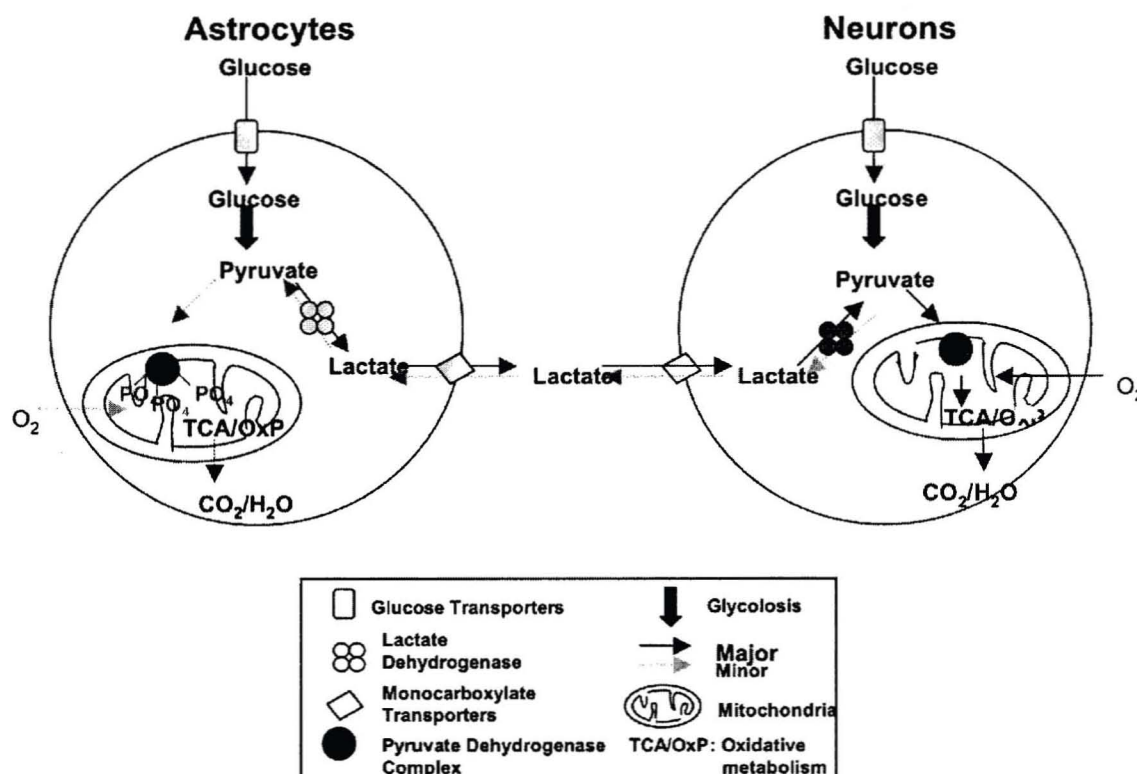 Astrocytes
Neurons
Glucose
Glucose
Glucose
Glucose
Pyruvate
Pyruvate
Lactate
Lactate
Lactate
PO4
PO4
PO4
O2
O2
TCA/OxP
TCA/Ox
CO2/H2O
CO2/H2O
Glucose Transporters
Glycolosis
Lactate
Dehydrogenase
Major
Minor
Monocarboxylate
Transporters
Mitochondria
Pyruvate Dehydrogenase
Complex
TCA/OxP: Oxidative
metabolism